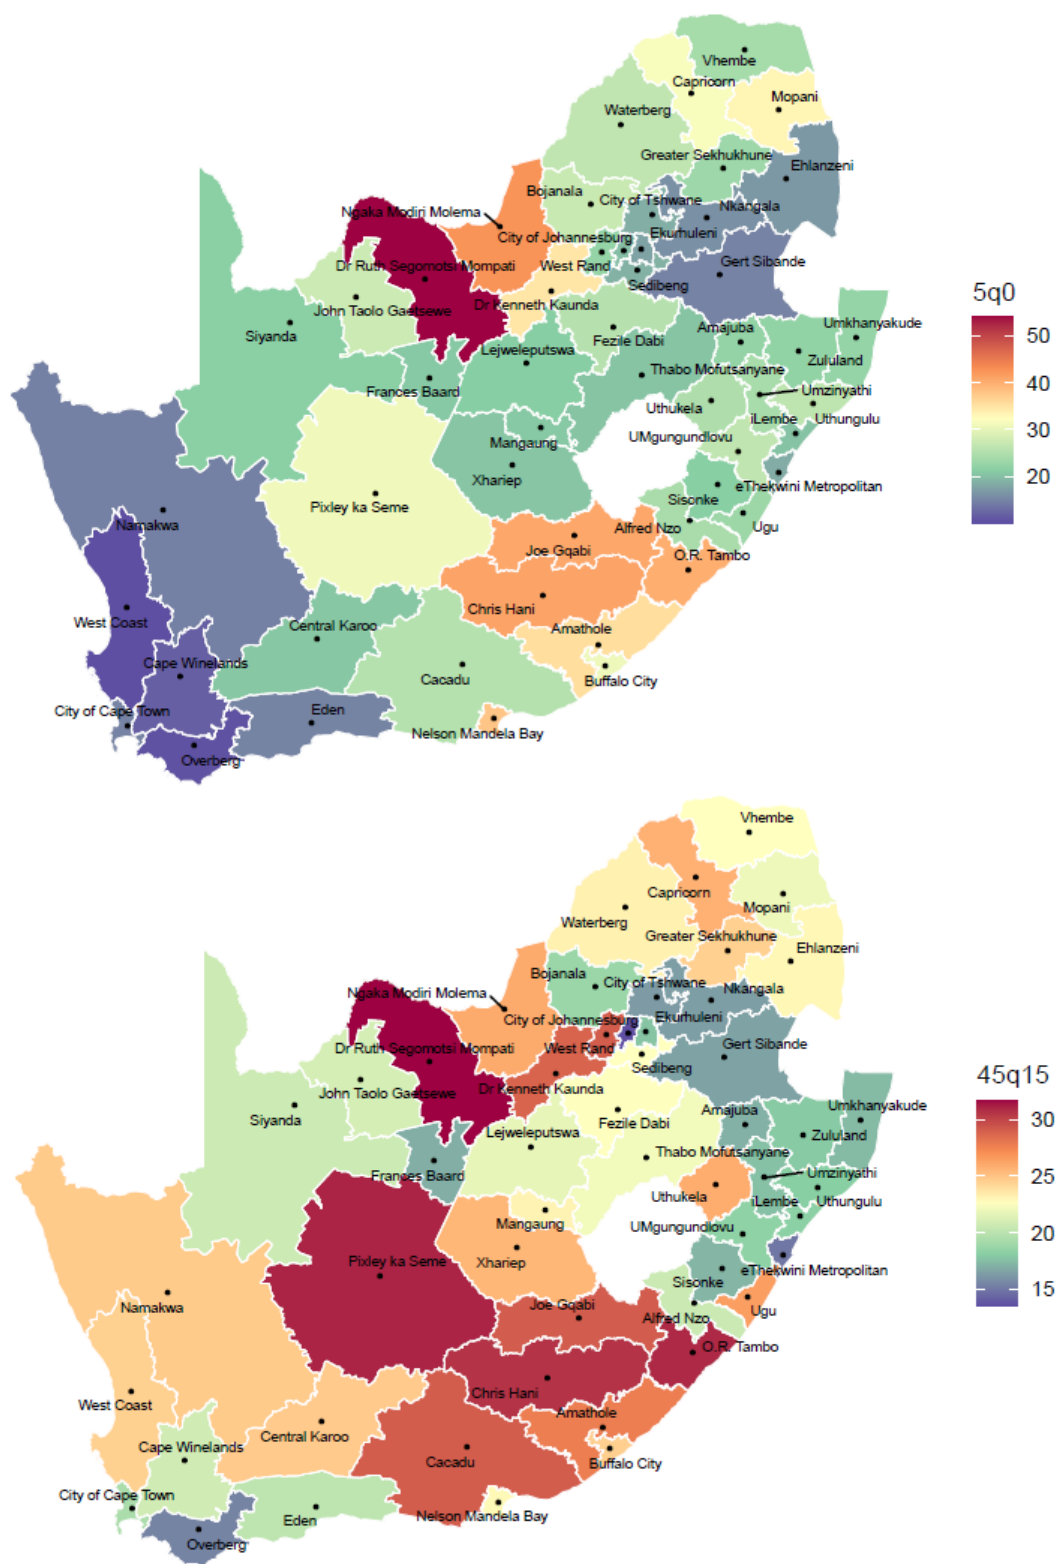 Vhembe
Capricorn
Mopani
Waterberg
Greater Sekhukhune
Ehlanzeni
Bojanala
City of Tshwane
Nkangala
Ngaka Modiri Molema
City of Johannesburg
Ekurhuleni
Dr Ruth Segomotsi Mompati
West Rand
Gert Sibande
Sedibeng
John Taolo Gaetsewe
Dr Kenneth Kaunda
Siyanda
Fezile Dabi
Amajuba
Umkhanyakude
Lejweleputswa
Zululand
Thabo Mofutsanyane
Frances Baard
Umzinyathi
Uthukela
iLembe
Uthungulu
Mangaung
UMgungundlovu
Xhariep
eThekwini Metropolitan
Sisonke
Pixley ka Seme
Namakwa
Alfred Nzo
Ugu
Joe Gqabi
O.R. Tambo
Chris Hani
West Coast
Central Karoo
Amathole
Cape Winelands
Cacadu
Buffalo City
City of Cape Town
Eden
Nelson Mandela Bay
Overberg
5q0
50
40
30
20
Vhembe
Capricorn
Mopani
Waterberg
Greater Sekhukhune
Ehlanzeni
Bojanala
City of Tshwane
Nkangala
Ngaka Modiri Molema
City of Johannesburg
Ekurhuleni
Dr Ruth Segomotsi Mompati
West Rand
Gert Sibande
Sedibeng
John Taolo Gaetsewe
Dr Kenneth Kaunda
Siyanda
Fezile Dabi
Amajuba
Umkhanyakude
Lejweleputswa
Zululand
Thabo Mofutsanyane
Frances Baard
Umzinyathi
Uthukela
iLembe
Uthungulu
Mangaung
UMgungundlovu
Xhariep
eThekwini Metropolitan
Pixley ka Seme
Sisonke
Namakwa
Joe Gqabi
Alfred Nzo
Ugu
O.R. Tambo
Chris Hani
West Coast
Amathole
Central Karoo
Cape Winelands
Cacadu
Buffalo City
City of Cape Town
Eden
Nelson Mandela Bay
Overberg
45q15
30
25
20
15